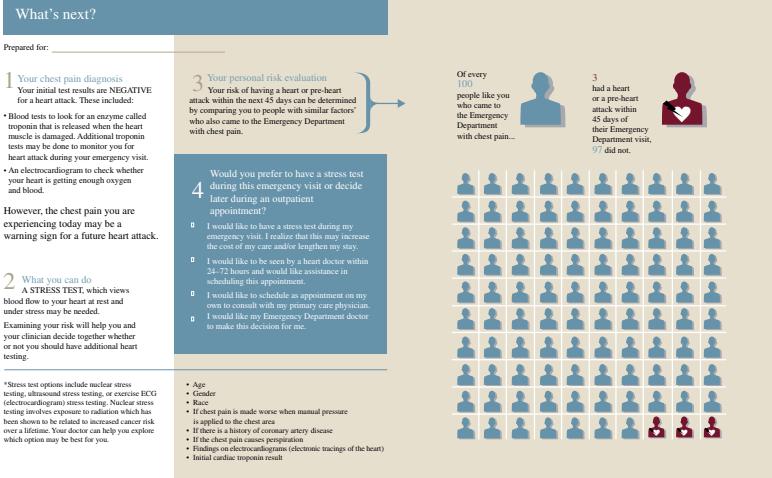 What's next?
Prepared for:
1 Your chest pain diagnosis
Your initial test results are NEGATIVE
for a heart attack. These included:
• Blood tests to look for an enzyme called
troponin that is released when the heart
muscle is damaged. Additional troponin
tests may be done to monitor you for
heart attack during your emergency visit.
• An electrocardiogram to check whether
your heart is getting enough oxygen
and blood.
However, the chest pain you are
experiencing today may be a
warning sign for a future heart attack.
2 What you can do
A STRESS TEST, which views
blood flow to your heart at rest and
under stress may be needed.
Examining your risk will help you and
your clinician decide together whether
or not you should have additional heart
testing.
*Stress test options include nuclear stress
testing, ultrasound stress testing, or exercise ECG
(electrocardiogram) stress testing. Nuclear stress
testing involves exposure to radiation which has
been shown to be related to increased cancer risk
over a lifetime. Your doctor can help you explore
which option may be best for you.
3 Your personal risk evaluation
Your risk of having a heart or pre-heart
attack within the next 45 days can be determined
by comparing you to people with similar factors'
who also came to the Emergency Department
with chest pain.
4 Would you prefer to have a stress test
during this emergency visit or decide
later during an outpatient
appointment?
I would like to have a stress test during my
emergency visit. I realize that this may increase
the cost of my care and/or lengthen my stay.
I would like to be seen by a heart doctor within
24–72 hours and would like assistance in
scheduling this appointment.
I would like to schedule as appointment on my
own to consult with my primary care physician.
I would like my Emergency Department doctor
to make this decision for me.
• Age
• Gender
• Race
• If chest pain is made worse when manual pressure
is applied to the chest area
• If there is a history of coronary artery disease
• If the chest pain causes perspiration
• Findings on electrocardiograms (electronic tracings of the heart)
• Initial cardiac troponin result
Of every
100
people like you
who came to
the Emergency
Department
with chest pain...
3
had a heart
or a pre-heart
attack within
45 days of
their Emergency
Department visit,
97 did not.